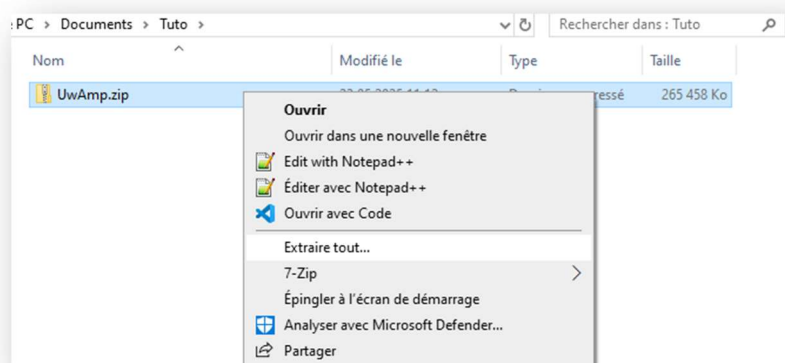 PC > Documents > Tuto >
Rechercher dans : Tuto
Nom Modifié le Type Taille
UwAmp.zip 265 458 Ko
Ouvrir
Ouvrir dans une nouvelle fenêtre
Edit with Notepad++
Éditer avec Notepad++
Ouvrir avec Code
Extraire tout...
7-Zip
Épingler à l'écran de démarrage
Analyser avec Microsoft Defender...
Partager